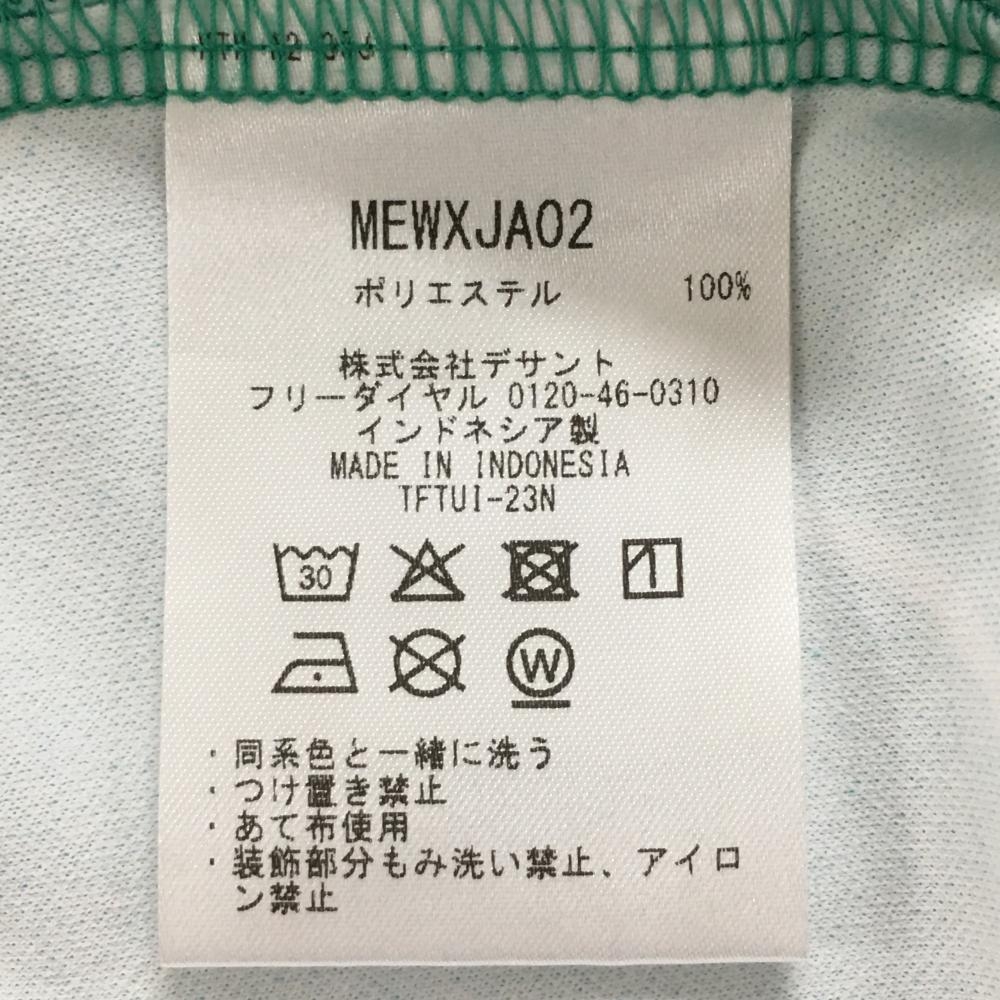 MEWXJA02
ポリエステル 100%
株式会社デサント
フリーダイヤル 0120-46-0310
インドネシア製
MADE IN INDONESIA
TFTUI-23N
30
W
・同系色と一緒に洗う
・つけ置き禁止
・あて布使用
・装飾部分もみ洗い禁止、アイロ
ン禁止